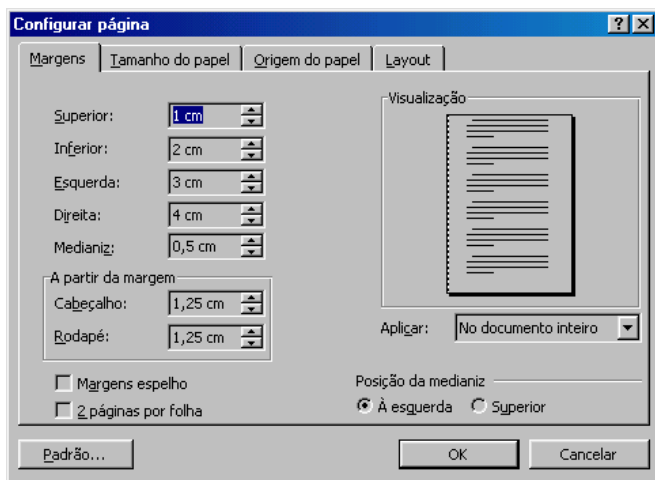 Configurar página
Margens Tamanho do papel Origem do papel Layout
Superior: 1 cm
Inferior: 2 cm
Esquerda: 3 cm
Direita: 4 cm
Medianiz: 0,5 cm
A partir da margem
Cabeçalho: 1,25 cm
Rodapé: 1,25 cm
Margens espelho
2 páginas por folha
Visualização
Aplicar: No documento inteiro
Posição da medianiz
À esquerda Superior
Padrão... OK Cancelar